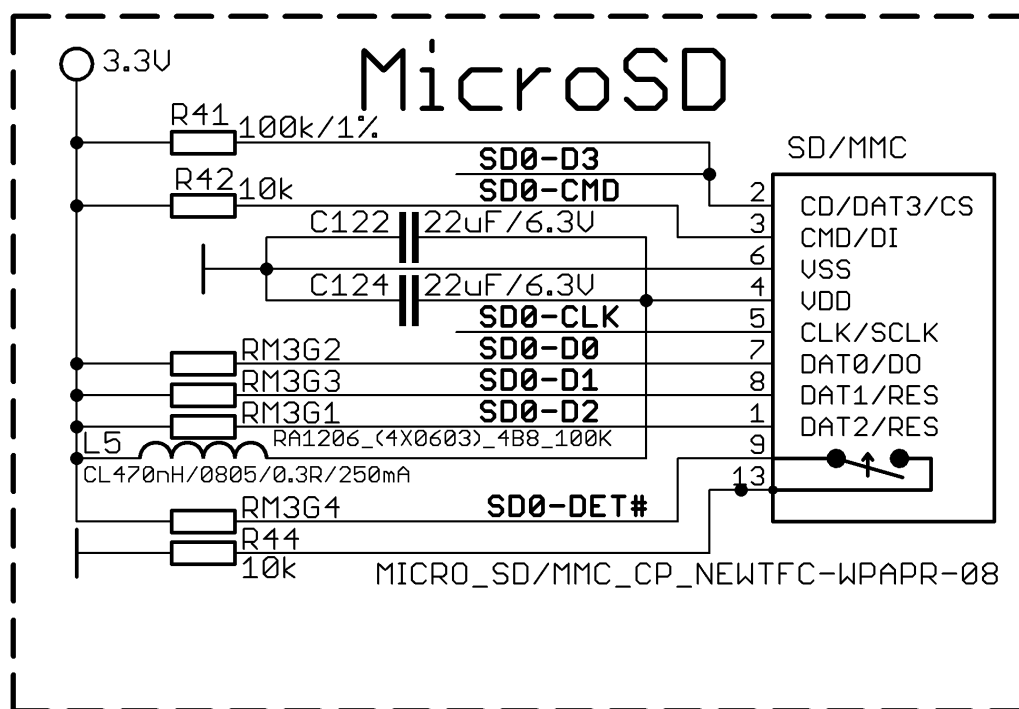 3.3V
MicroSD
R41
100k/1%
SD0-D3
SD/MMC
R42
10k
SD0-CMD
2
CD/DAT3/CS
C122
22uF/6.3V
3
CMD/DI
6
VSS
C124
22uF/6.3V
4
VDD
SD0-CLK
5
CLK/SCLK
RM3G2
SD0-D0
7
DAT0/DO
RM3G3
SD0-D1
8
DAT1/RES
RM3G1
SD0-D2
1
DAT2/RES
L5
RA1206_(4X0603)_4B8_100K
9
CL470nH/0805/0.3R/250mA
13
RM3G4
SD0-DET#
R44
10k
MICRO_SD/MMC_CP_NEWTFC-WPAPR-08